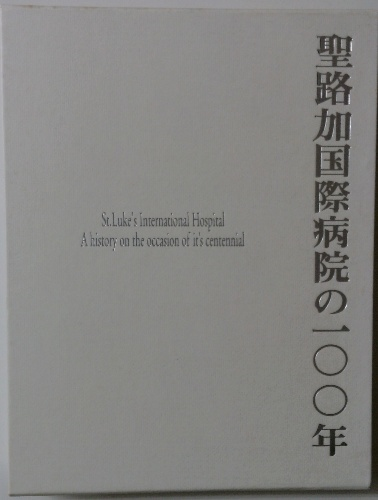 聖路加国際病院の一〇〇年
St.Luke's International Hospital
A history on the occasion of it's centennial